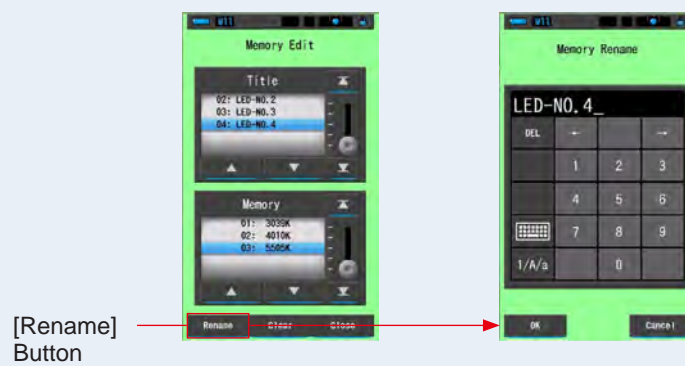 Memory Edit
Title
02: LED-NO.2
03: LED-NO.3
04: LED-NO.4
Memory
01: 3039K
02: 4010K
03: 5505K
Rename Clear Close
[Rename]
Button
Memory Rename
LED-NO.4_
DEL ← →
1 2 3
4 5 6
7 8 9
1/A/a 0
OK Cancel